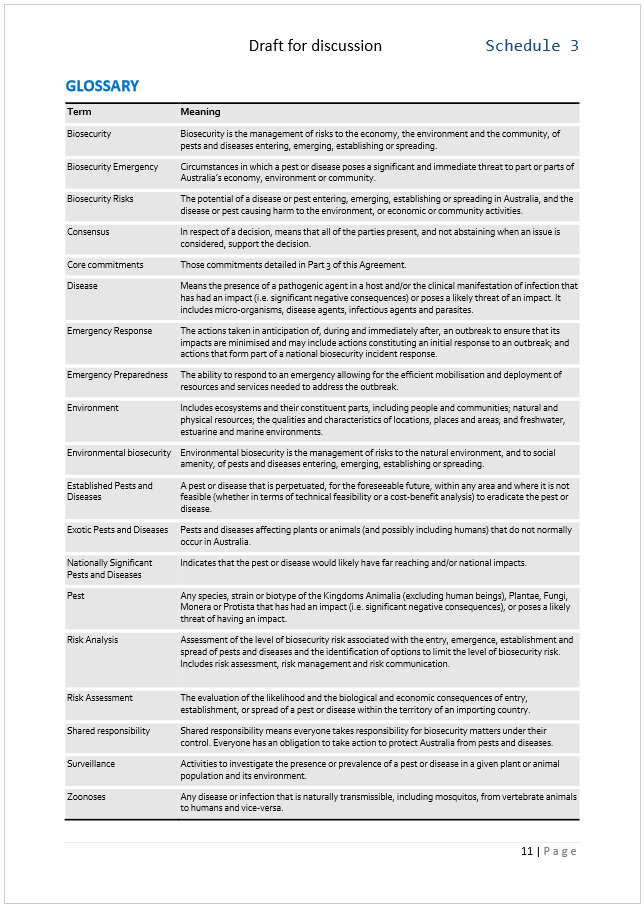 Draft for discussion
Schedule 3
GLOSSARY
Term Meaning
Biosecurity Biosecurity is the management of risks to the economy, the environment and the community, of
pests and diseases entering, emerging, establishing or spreading.
Biosecurity Emergency Circumstances in which a pest or disease poses a significant and immediate threat to part or parts of
Australia's economy, environment or community.
Biosecurity Risks The potential of a disease or pest entering, emerging, establishing or spreading in Australia, and the
disease or pest causing harm to the environment, or economic or community activities.
Consensus In respect of a decision, means that all of the parties present, and not abstaining when an issue is
considered, support the decision.
Core commitments Those commitments detailed in Part 3 of this Agreement.
Disease Means the presence of a pathogenic agent in a host and/or the clinical manifestation of infection that
has had an impact (i.e. significant negative consequences) or poses a likely threat of an impact. It
includes micro-organisms, disease agents, infectious agents and parasites.
Emergency Response The actions taken in anticipation of, during and immediately after, an outbreak to ensure that its
impacts are minimised and may include actions constituting an initial response to an outbreak; and
actions that form part of a national biosecurity incident response.
Emergency Preparedness The ability to respond to an emergency allowing for the efficient mobilisation and deployment of
resources and services needed to address the outbreak.
Environment Includes ecosystems and their constituent parts, including people and communities; natural and
physical resources; the qualities and characteristics of locations, places and areas; and freshwater,
estuarine and marine environments.
Environmental biosecurity Environmental biosecurity is the management of risks to the natural environment, and to social
amenity, of pests and diseases entering, emerging, establishing or spreading.
Established Pests and A pest or disease that is perpetuated, for the foreseeable future, within any area and where it is not
Diseases feasible (whether in terms of technical feasibility or a cost-benefit analysis) to eradicate the pest or
disease.
Exotic Pests and Diseases Pests and diseases affecting plants or animals (and possibly including humans) that do not normally
occur in Australia.
Nationally Significant Indicates that the pest or disease would likely have far reaching and/or national impacts.
Pests and Diseases
Pest Any species, strain or biotype of the Kingdoms Animalia (excluding human beings), Plantae, Fungi,
Monera or Protista that has had an impact (i.e. significant negative consequences), or poses a likely
threat of having an impact.
Risk Analysis Assessment of the level of biosecurity risk associated with the entry, emergence, establishment and
spread of pests and diseases and the identification of options to limit the level of biosecurity risk.
Includes risk assessment, risk management and risk communication.
Risk Assessment The evaluation of the likelihood and the biological and economic consequences of entry,
establishment, or spread of a pest or disease within the territory of an importing country.
Shared responsibility Shared responsibility means everyone takes responsibility for biosecurity matters under their
control. Everyone has an obligation to take action to protect Australia from pests and diseases.
Surveillance Activities to investigate the presence or prevalence of a pest or disease in a given plant or animal
population and its environment.
Zoonoses Any disease or infection that is naturally transmissible, including mosquitos, from vertebrate animals
to humans and vice-versa.
11 | Page